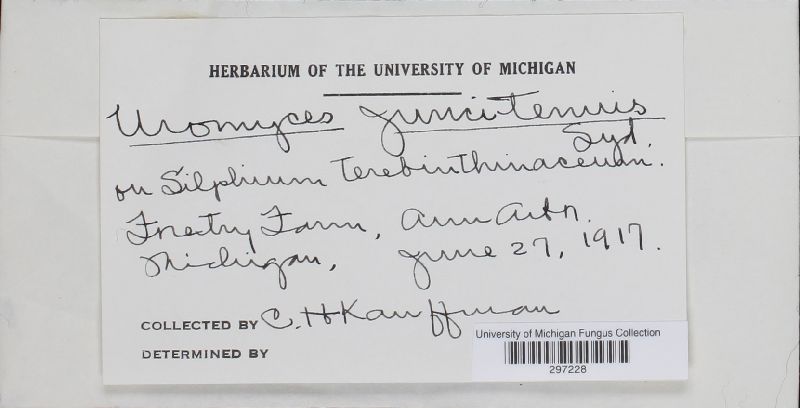 HERBARIUM OF THE UNIVERSITY OF MICHIGAN
Uromyces junci-tenuis
Syd.
on Silphium terebinthinaceum.
Forestry Farm, Ann Arbor.
Michigan, June 27, 1917.
COLLECTED BY C. H Kauffman
DETERMINED BY
University of Michigan Fungus Collection
297228